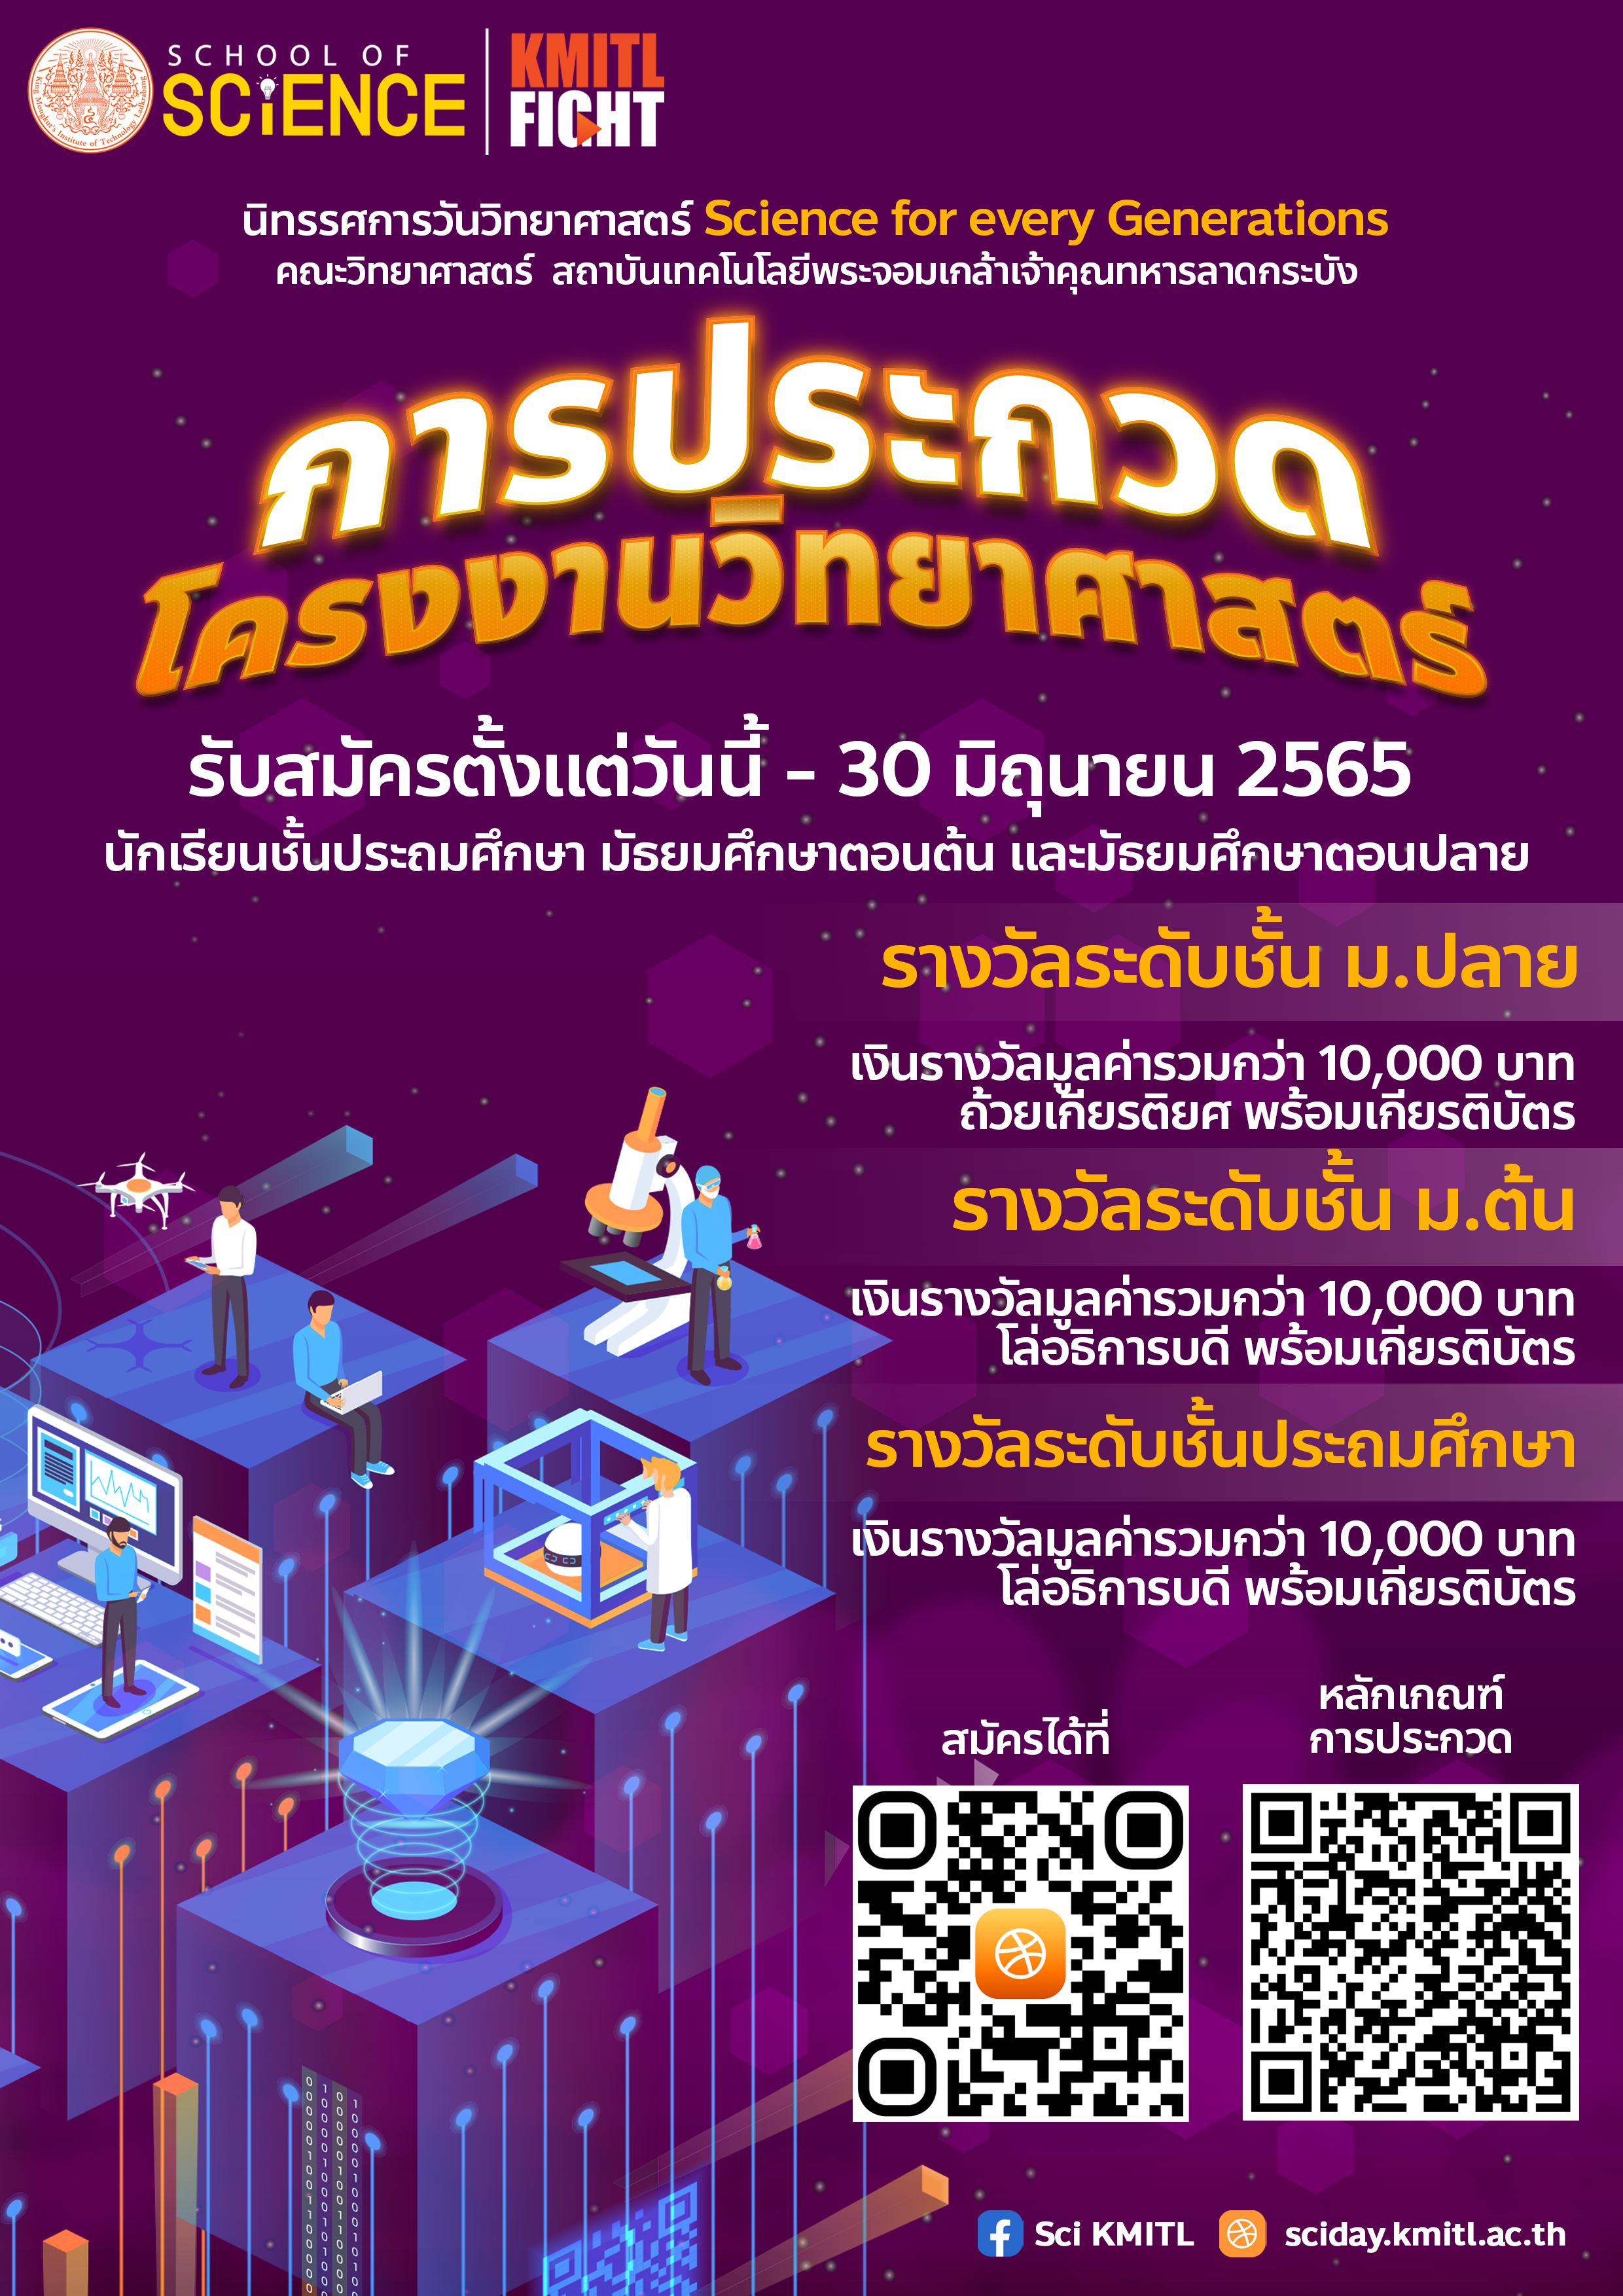 SCHOOL OF
SCiENCE
KMITL
FIGHT
King Mongkut's Institute of Technology Ladkrabang
นิทรรศการวันวิทยาศาสตร์ Science for every Generations
คณะวิทยาศาสตร์ สถาบันเทคโนโลยีพระจอมเกล้าเจ้าคุณทหารลาดกระบัง
การประกวด
โครงงานวิทยาศาสตร์
รับสมัครตั้งแต่วันนี้ - 30 มิถุนายน 2565
นักเรียนชั้นประถมศึกษา มัธยมศึกษาตอนต้น และมัธยมศึกษาตอนปลาย
รางวัลระดับชั้น ม.ปลาย
เงินรางวัลมูลค่ารวมกว่า 10,000 บาท
ถ้วยเกียรติยศ พร้อมเกียรติบัตร
รางวัลระดับชั้น ม.ต้น
เงินรางวัลมูลค่ารวมกว่า 10,000 บาท
โล่อธิการบดี พร้อมเกียรติบัตร
รางวัลระดับชั้นประถมศึกษา
เงินรางวัลมูลค่ารวมกว่า 10,000 บาท
โล่อธิการบดี พร้อมเกียรติบัตร
สมัครได้ที่
หลักเกณฑ์
การประกวด
Sci KMITL
sciday.kmitl.ac.th